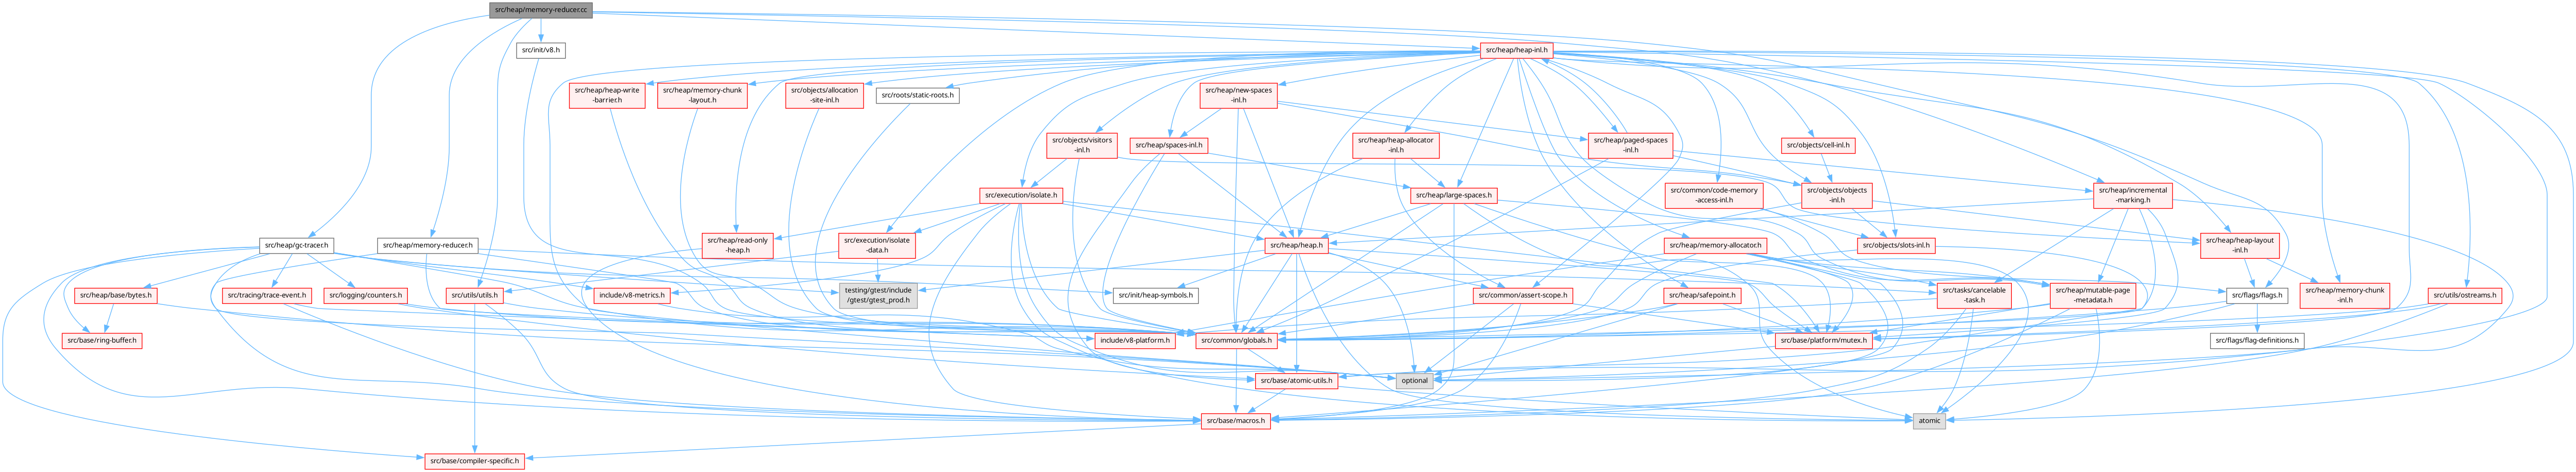 src/heap/memory-reducer.cc
src/init/v8.h
src/heap/heap-inl.h
src/heap/heap-write
-barrier.h
src/heap/memory-chunk
-layout.h
src/objects/allocation
-site-inl.h
src/roots/static-roots.h
src/heap/new-spaces
-inl.h
src/objects/visitors
-inl.h
src/heap/spaces-inl.h
src/heap/heap-allocator
-inl.h
src/heap/paged-spaces
-inl.h
src/objects/cell-inl.h
src/execution/isolate.h
src/heap/large-spaces.h
src/common/code-memory
-access-inl.h
src/objects/objects
-inl.h
src/heap/incremental
-marking.h
src/heap/gc-tracer.h
src/heap/memory-reducer.h
src/heap/read-only
-heap.h
src/execution/isolate
-data.h
src/heap/heap.h
src/heap/memory-allocator.h
src/objects/slots-inl.h
src/heap/heap-layout
-inl.h
src/heap/base/bytes.h
src/tracing/trace-event.h
src/logging/counters.h
src/utils/utils.h
include/v8-metrics.h
testing/gtest/include
/gtest/gtest_prod.h
src/init/heap-symbols.h
src/common/assert-scope.h
src/heap/safepoint.h
src/tasks/cancelable
-task.h
src/heap/mutable-page
-metadata.h
src/flags/flags.h
src/heap/memory-chunk
-inl.h
src/utils/ostreams.h
src/base/ring-buffer.h
include/v8-platform.h
src/common/globals.h
src/base/platform/mutex.h
src/flags/flag-definitions.h
src/base/atomic-utils.h
optional
src/base/macros.h
atomic
src/base/compiler-specific.h